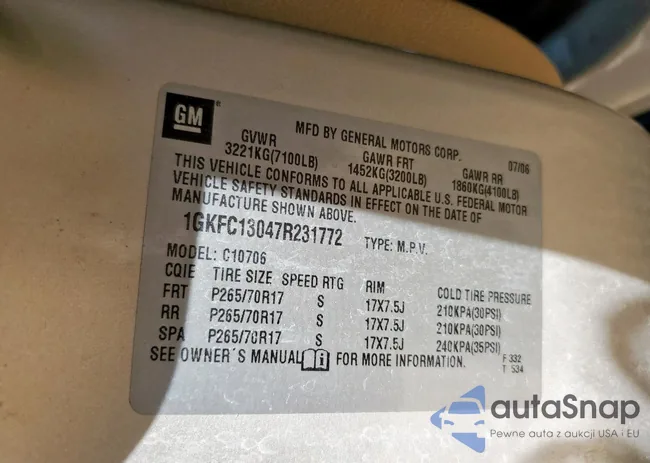 GM ®
MFD BY GENERAL MOTORS CORP. 07/06
GVWR GAWR FRT GAWR RR
3221KG(7100LB) 1452KG(3200LB) 1860KG(4100LB)
THIS VEHICLE CONFORMS TO ALL APPLICABLE U.S. FEDERAL MOTOR
VEHICLE SAFETY STANDARDS IN EFFECT ON THE DATE OF
MANUFACTURE SHOWN ABOVE.
1GKFC13047R231772 TYPE: M.P.V.
MODEL: C10706
CQIE TIRE SIZE SPEED RTG RIM COLD TIRE PRESSURE
FRT P265/70R17 S 17X7.5J 210KPA(30PSI)
RR P265/70R17 S 17X7.5J 210KPA(30PSI)
SPA P265/70R17 S 17X7.5J 240KPA(35PSI)
SEE OWNER'S MANUAL FOR MORE INFORMATION.
F 332
T 534
autaSnap
Pewne auta z aukcji USA i EU